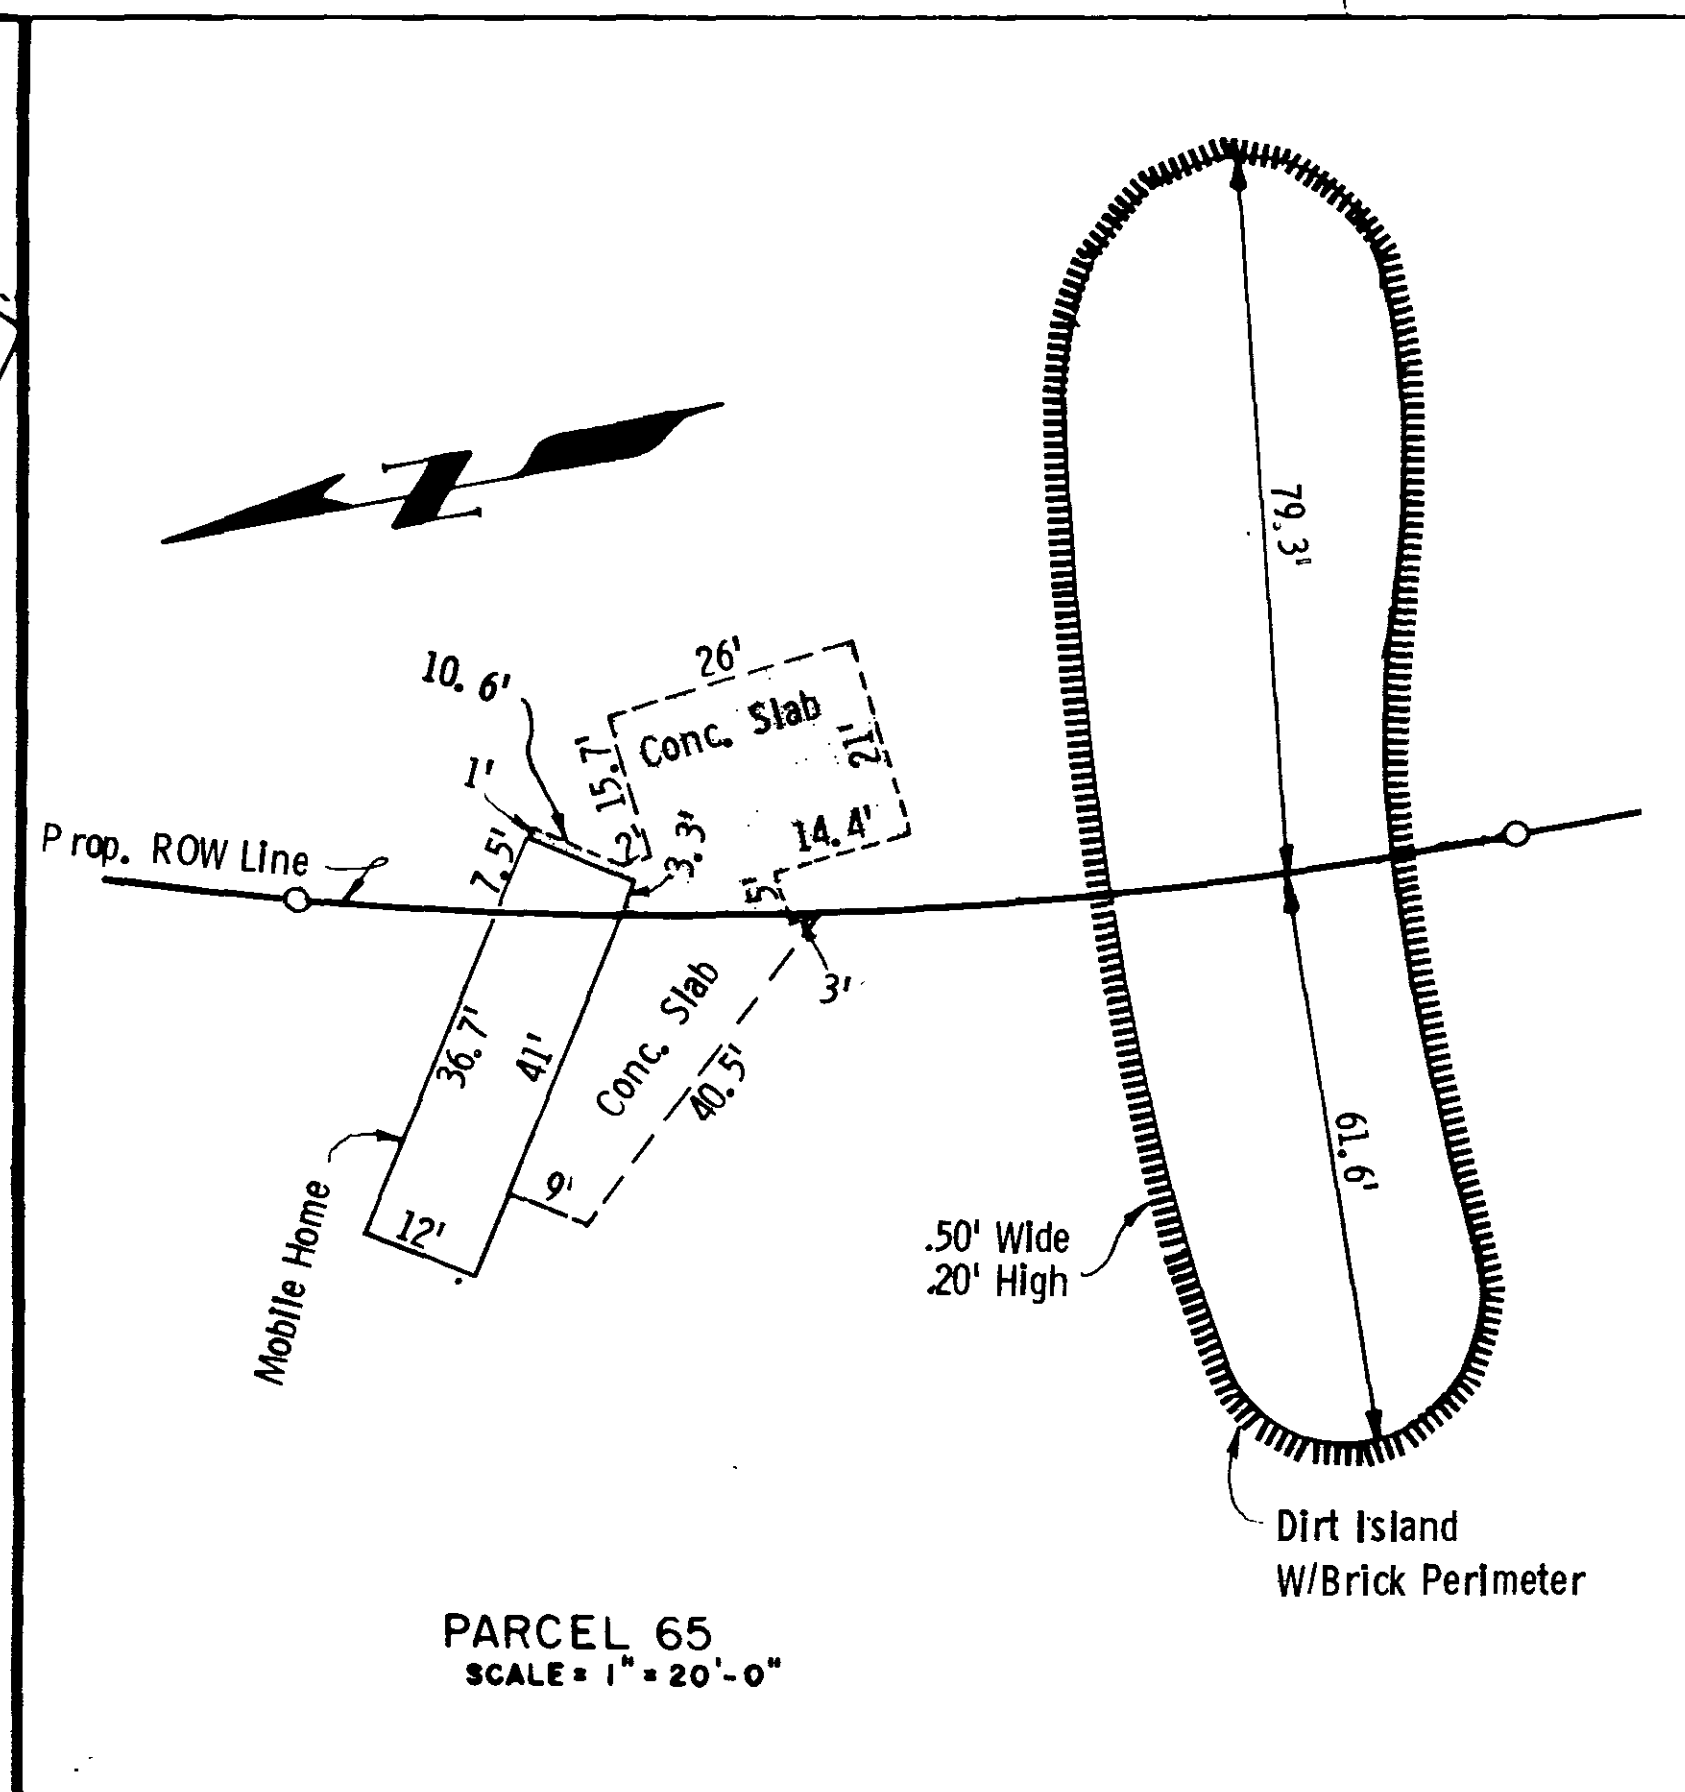 N
26'
10.6'
Conc. Slab
15.7'
21'
1'
2'
3.3'
14.4'
7.5'
5'
Prop. ROW Line
79.3'
3'
Conc. Slab
36.7'
41'
40.5'
9'
12'
Mobile Home
61.6'
.50' Wide
.20' High
Dirt Island
W/Brick Perimeter
PARCEL 65
SCALE = 1" = 20'-0"